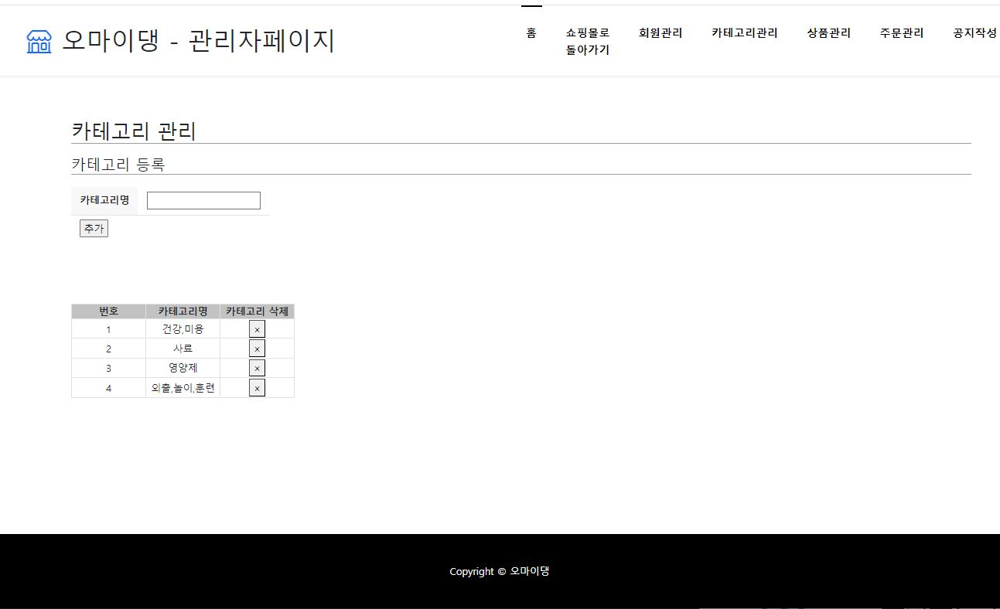 오마이댕 - 관리자페이지
홈 쇼핑몰로 회원관리 카테고리관리 상품관리 주문관리 공지작성
돌아가기
카테고리 관리
카테고리 등록
카테고리명
추가
번호 카테고리명 카테고리 삭제
1 건강,미용 ×
2 사료 ×
3 영양제 ×
4 외출,놀이,훈련 ×
Copyright © 오마이댕